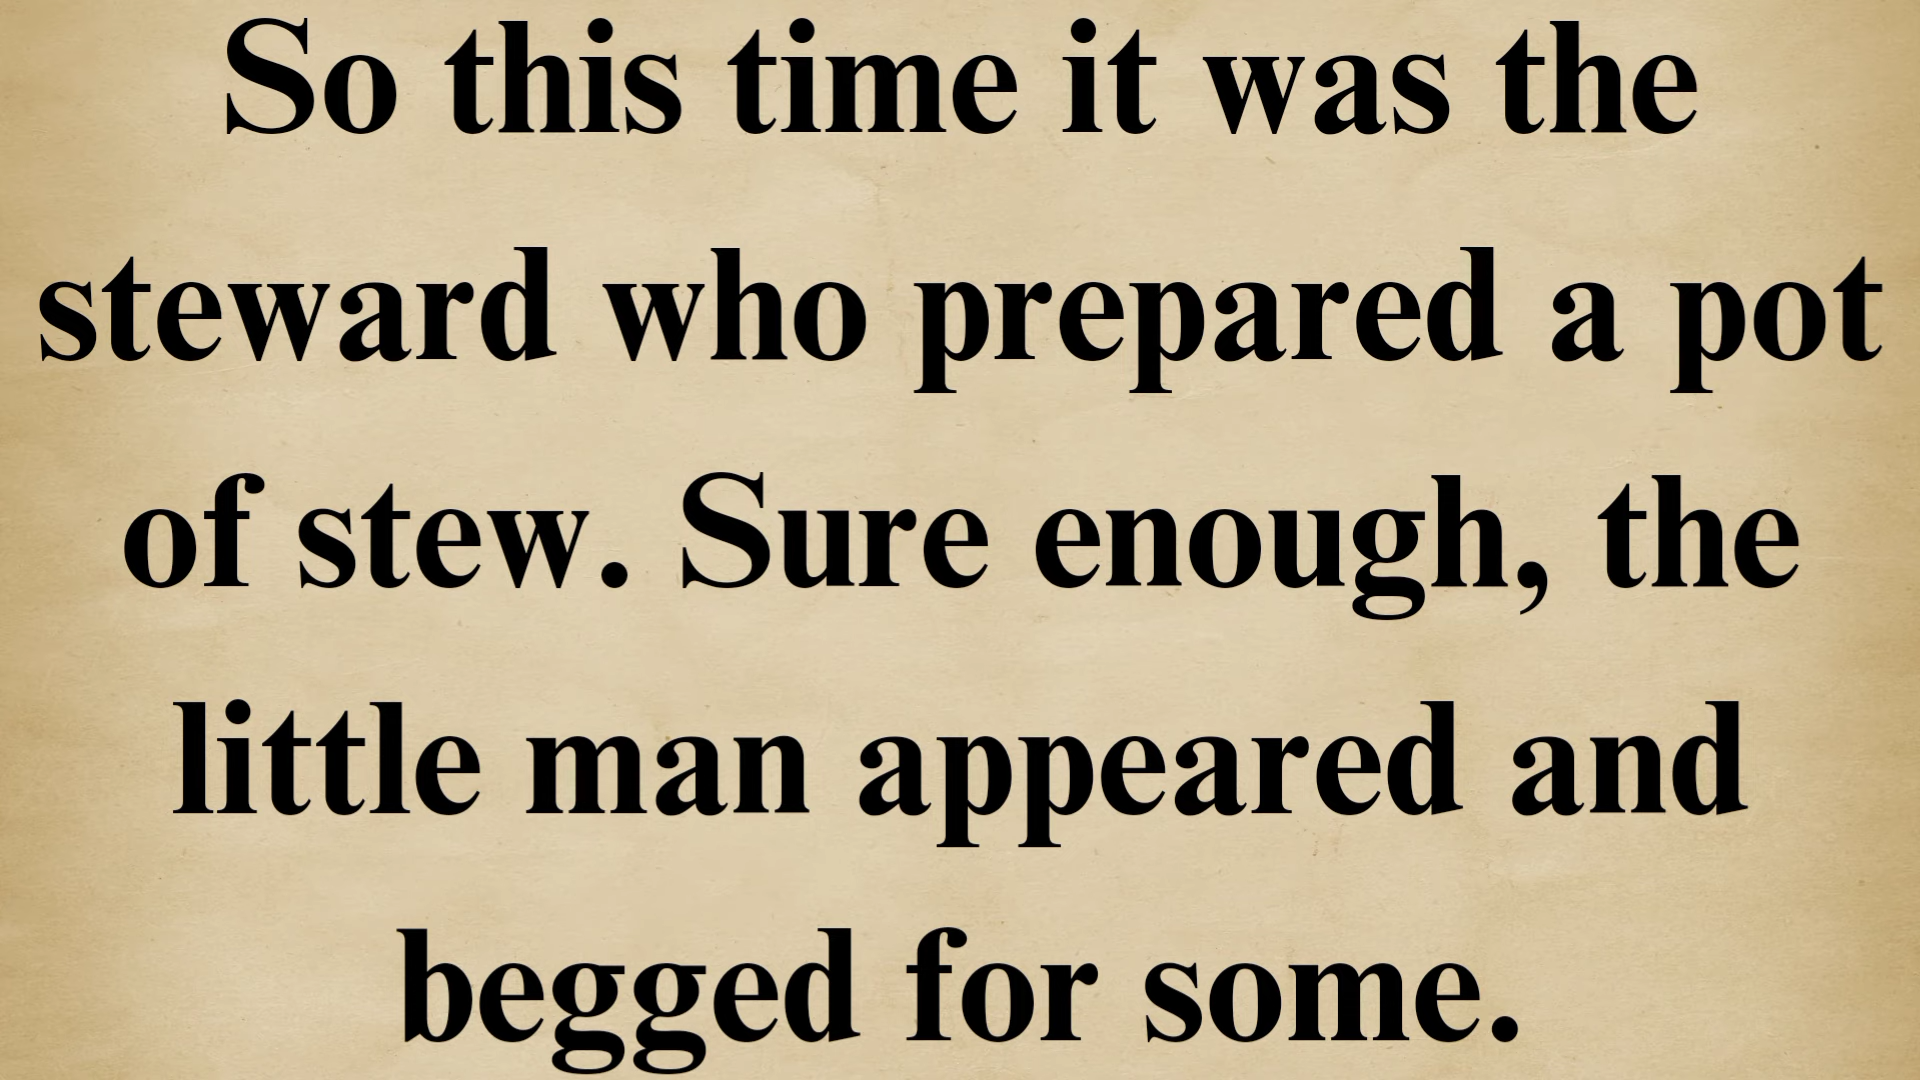 So this time it was the
steward who prepared a pot
of stew. Sure enough, the
little man appeared and
begged for some.